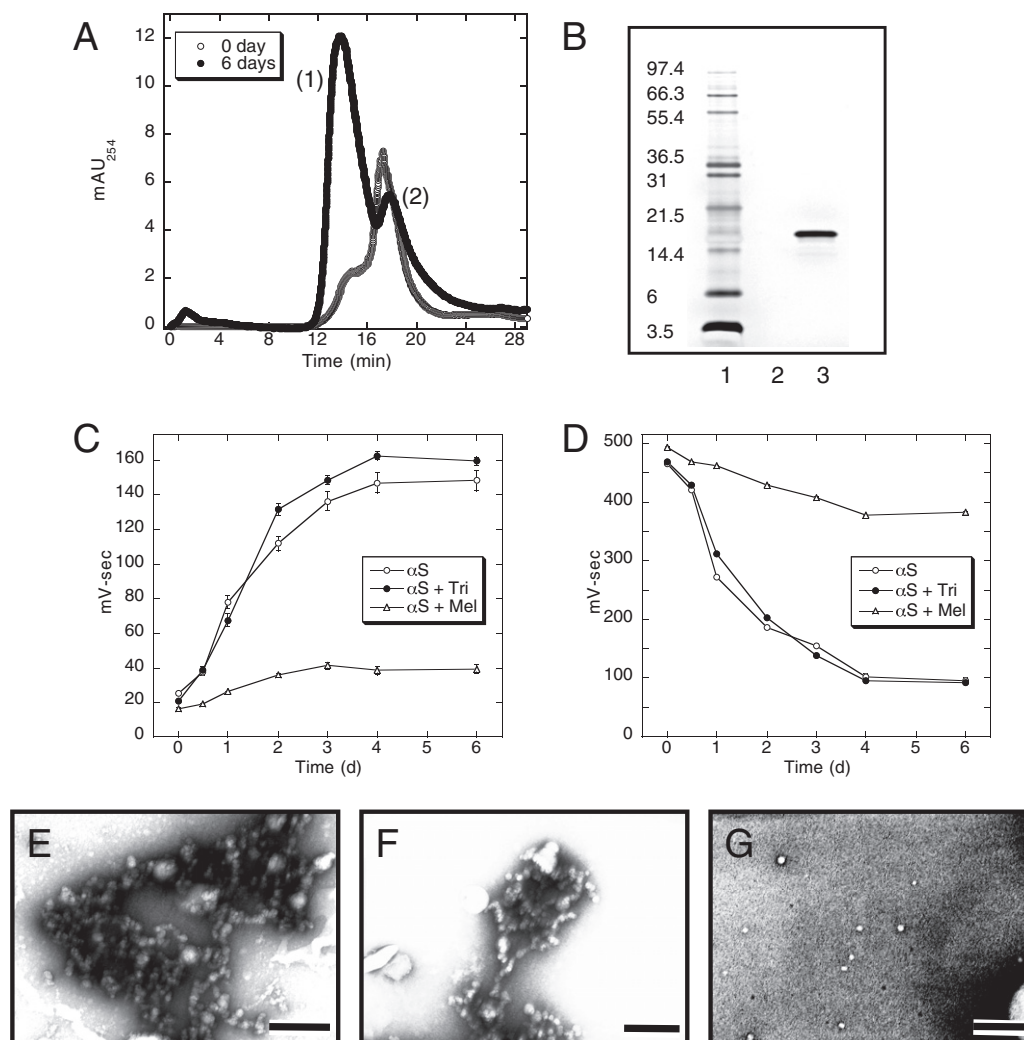 A
12
10
8
6
4
2
0
mAU254
0 day
6 days
(1)
(2)
0 4 8 12 16 20 24 28
Time (min)
B
97.4
66.3
55.4
36.5
31
21.5
14.4
6
3.5
1 2 3
C
160
140
120
100
80
60
40
20
0
mV-sec
αS
αS + Tri
αS + Mel
0 1 2 3 4 5 6
Time (d)
D
500
400
300
200
100
0
mV-sec
αS
αS + Tri
αS + Mel
0 1 2 3 4 5 6
Time (d)
E
F
G